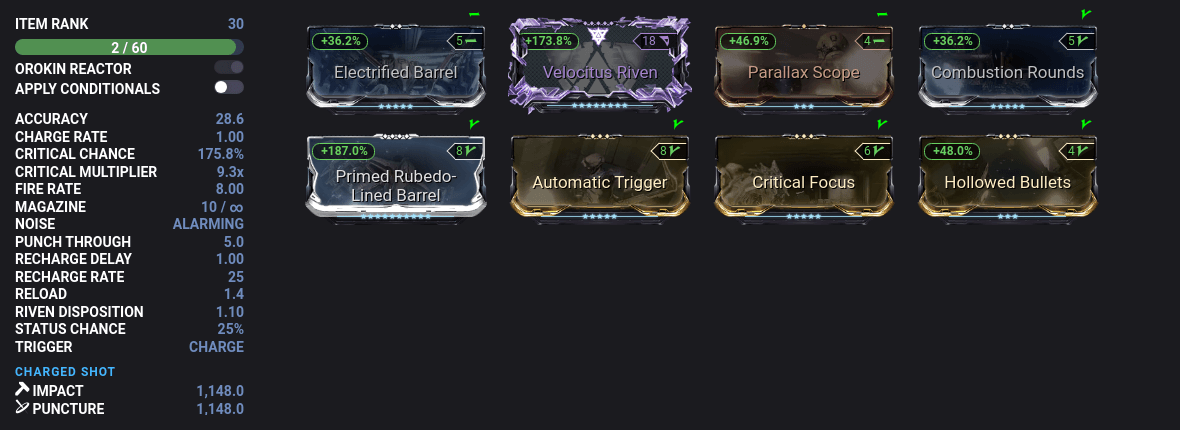 ITEM RANK 30
2 / 60
OROKIN REACTOR
APPLY CONDITIONALS
ACCURACY 28.6
CHARGE RATE 1.00
CRITICAL CHANCE 175.8%
CRITICAL MULTIPLIER 9.3x
FIRE RATE 8.00
MAGAZINE 10 / ∞
NOISE ALARMING
PUNCH THROUGH 5.0
RECHARGE DELAY 1.00
RECHARGE RATE 25
RELOAD 1.4
RIVEN DISPOSITION 1.10
STATUS CHANCE 25%
TRIGGER CHARGE
CHARGED SHOT
IMPACT 1,148.0
PUNCTURE 1,148.0
+36.2% 5
Electrified Barrel
+173.8% 18
Velocitus Riven
+46.9% 4
Parallax Scope
+36.2% 5
Combustion Rounds
+187.0% 8
Primed Rubedo-
Lined Barrel
8
Automatic Trigger
6
Critical Focus
+48.0% 4
Hollowed Bullets